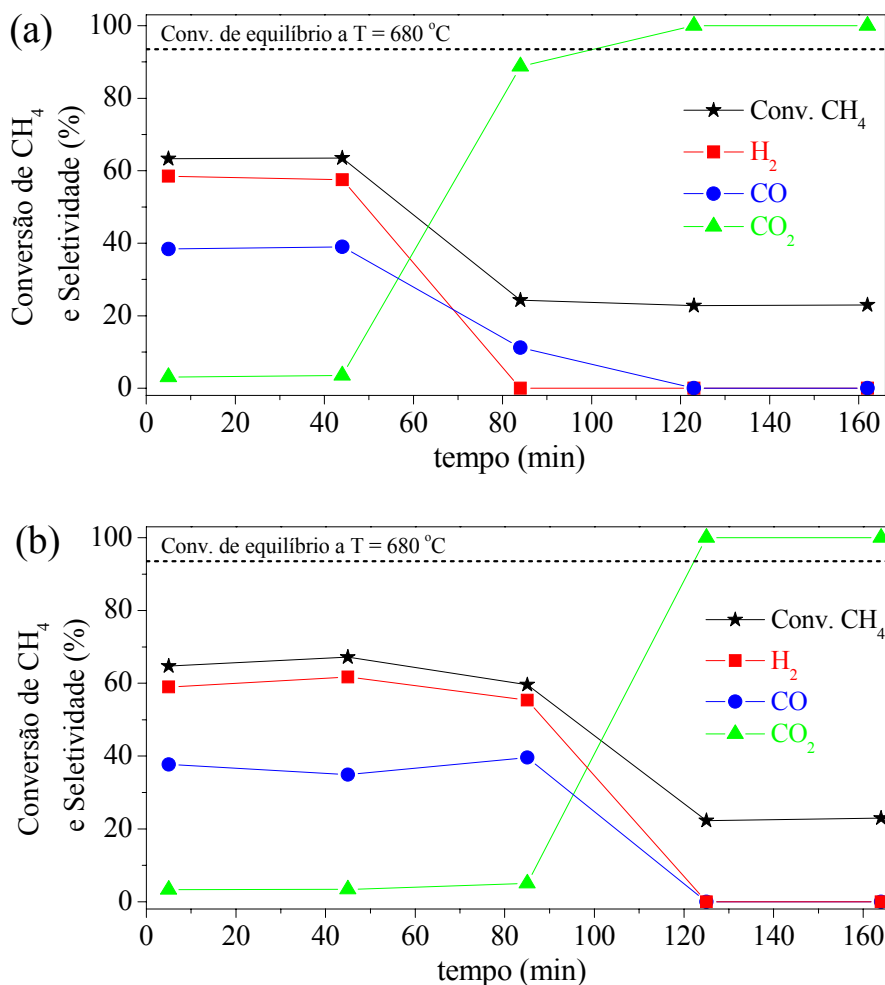 (a)
100
80
60
40
20
0
Conv. de equilíbrio a T = 680 °C
Conv. CH4
H2
CO
CO2
Conversão de CH4
e Seletividade (%)
0 20 40 60 80 100 120 140 160
tempo (min)
(b)
100
80
60
40
20
0
Conv. de equilíbrio a T = 680 °C
Conv. CH4
H2
CO
CO2
Conversão de CH4
e Seletividade (%)
0 20 40 60 80 100 120 140 160
tempo (min)